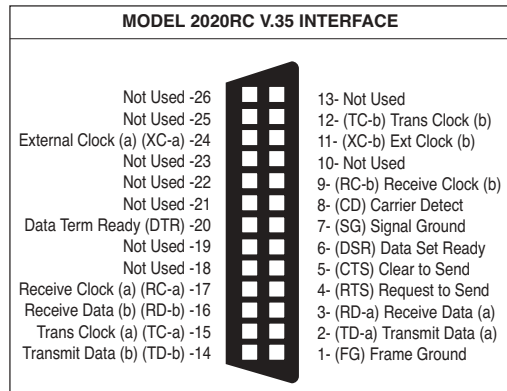 MODEL 2020RC V.35 INTERFACE
Not Used -26
Not Used -25
External Clock (a) (XC-a) -24
Not Used -23
Not Used -22
Not Used -21
Data Term Ready (DTR) -20
Not Used -19
Not Used -18
Receive Clock (a) (RC-a) -17
Receive Data (b) (RD-b) -16
Trans Clock (a) (TC-a) -15
Transmit Data (b) (TD-b) -14
13- Not Used
12- (TC-b) Trans Clock (b)
11- (XC-b) Ext Clock (b)
10- Not Used
9- (RC-b) Receive Clock (b)
8- (CD) Carrier Detect
7- (SG) Signal Ground
6- (DSR) Data Set Ready
5- (CTS) Clear to Send
4- (RTS) Request to Send
3- (RD-a) Receive Data (a)
2- (TD-a) Transmit Data (a)
1- (FG) Frame Ground